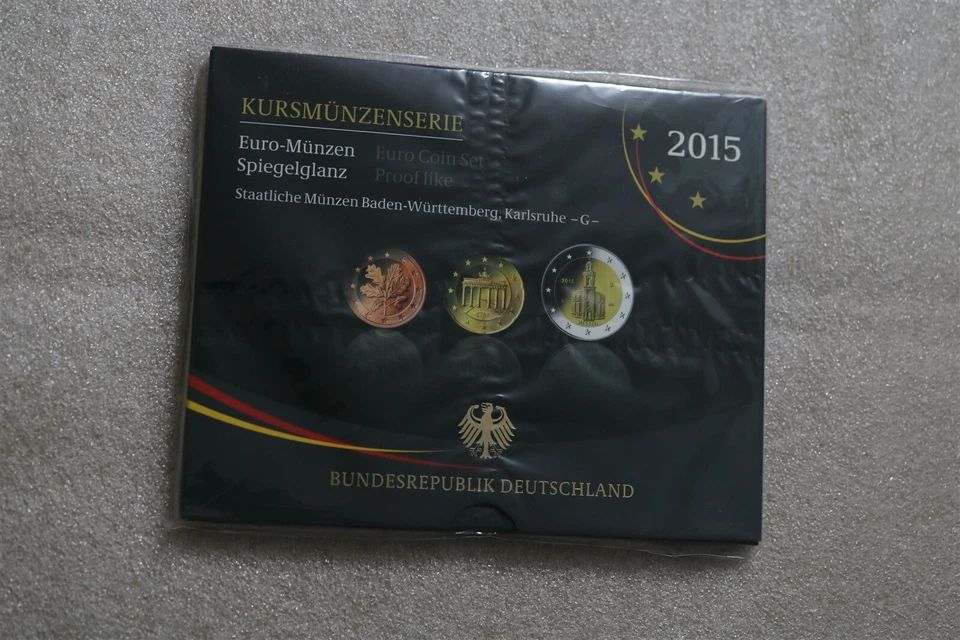 KURSMÜNZENSERIE
2015
Euro-Münzen Euro Coin Set
Spiegelglanz Proof like
Staatliche Münzen Baden-Württemberg, Karlsruhe – G –
BUNDESREPUBLIK DEUTSCHLAND